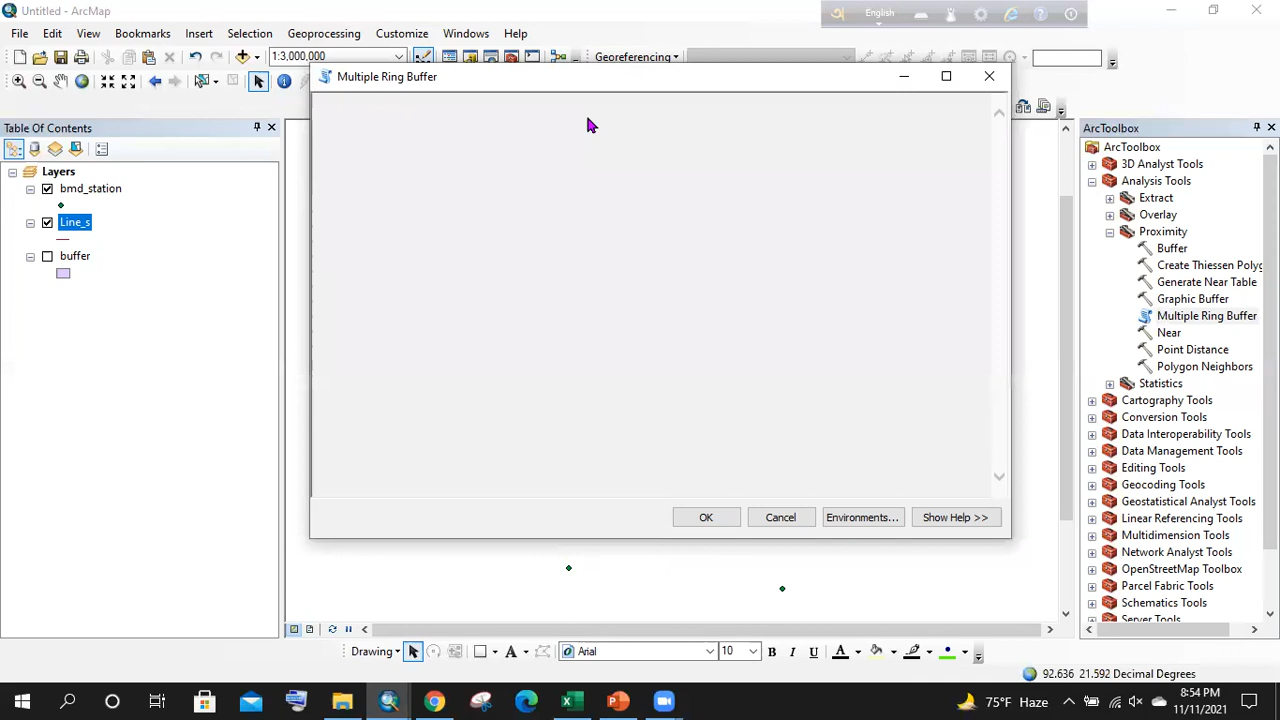 Untitled - ArcMap
English
File Edit View Bookmarks Insert Selection Geoprocessing Customize Windows Help
1:3,000,000
Georeferencing
Multiple Ring Buffer
Table Of Contents
Layers
bmd_station
Line_s
buffer
OK
Cancel
Environments...
Show Help >>
ArcToolbox
ArcToolbox
3D Analyst Tools
Analysis Tools
Extract
Overlay
Proximity
Buffer
Create Thiessen Polyg
Generate Near Table
Graphic Buffer
Multiple Ring Buffer
Near
Point Distance
Polygon Neighbors
Statistics
Cartography Tools
Conversion Tools
Data Interoperability Tools
Data Management Tools
Editing Tools
Geocoding Tools
Geostatistical Analyst Tools
Linear Referencing Tools
Multidimension Tools
Network Analyst Tools
OpenStreetMap Toolbox
Parcel Fabric Tools
Schematics Tools
Server Tools
Drawing
A
Arial
10
B I U A
92.636 21.592 Decimal Degrees
75°F Haze
8:54 PM
11/11/2021